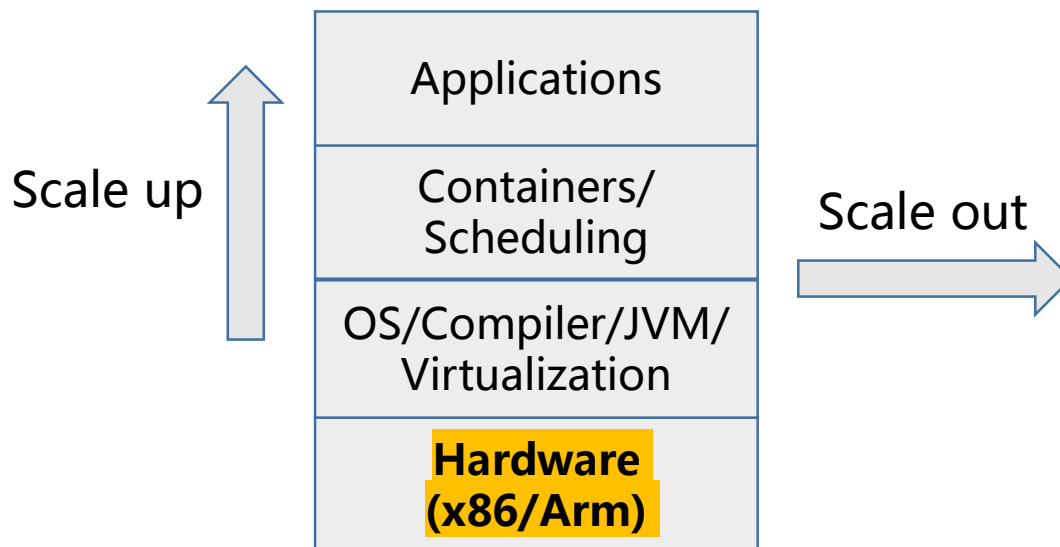 Applications
Scale up
Containers/
Scheduling
Scale out
OS/Compiler/JVM/
Virtualization
Hardware
(x86/Arm)